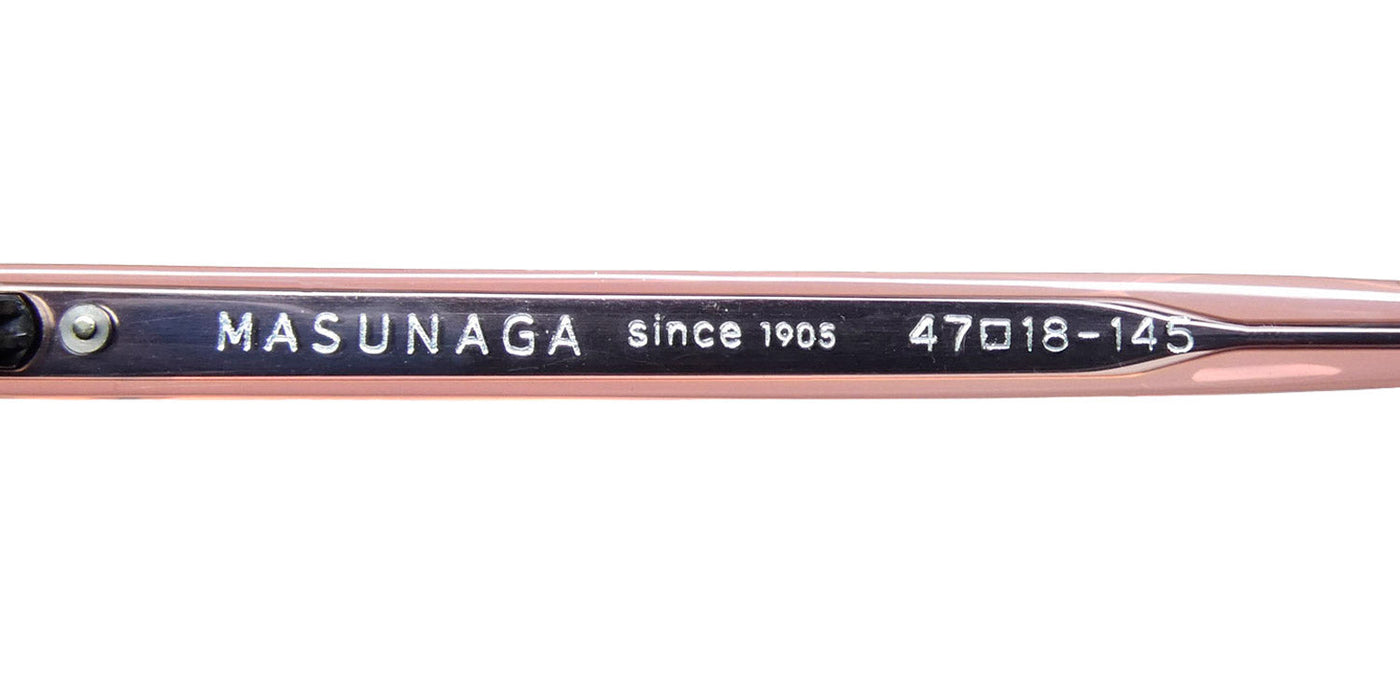 MASUNAGA since 1905 47□18-145